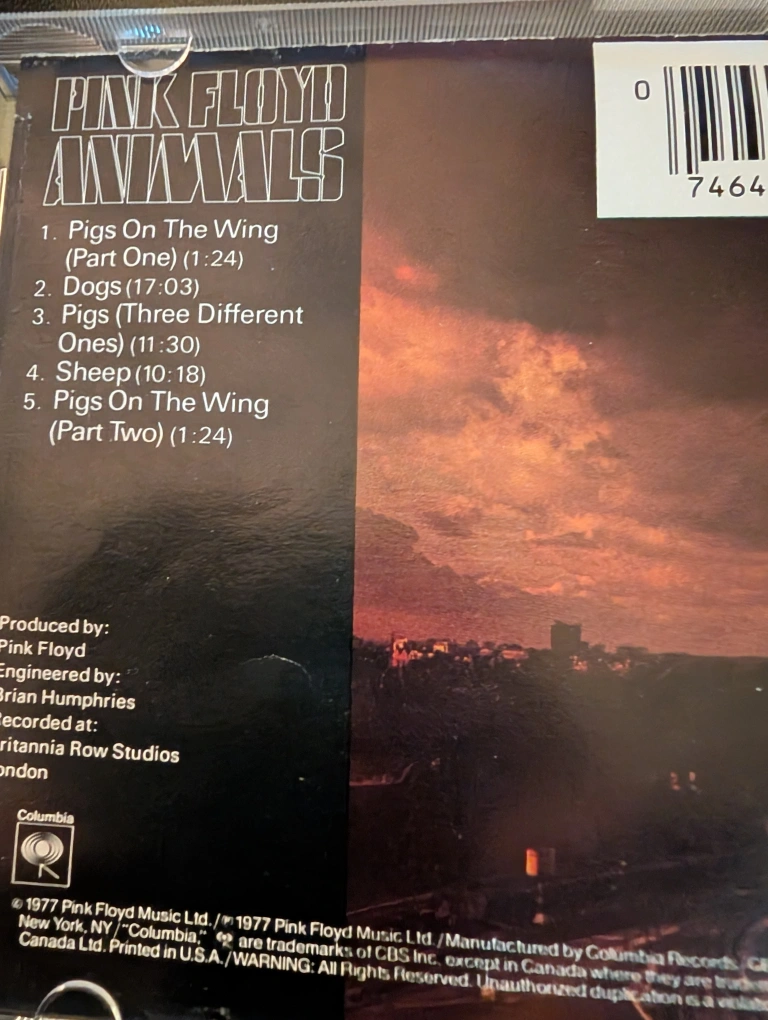 PINK FLOYD
ANIMALS
1. Pigs On The Wing
(Part One) (1:24)
2. Dogs (17:03)
3. Pigs (Three Different
Ones) (11:30)
4. Sheep (10:18)
5. Pigs On The Wing
(Part Two) (1:24)
0
7464
Produced by:
Pink Floyd
Engineered by:
Brian Humphries
ecorded at:
ritannia Row Studios
ondon
Columbia
© 1977 Pink Floyd Music Ltd./℗ 1977 Pink Floyd Music Ltd./Manufactured by Columbia Records
New York, NY/"Columbia," are trademarks of CBS Inc. except in Canada where they are
Canada Ltd. Printed in U.S.A./WARNING: All Rights Reserved. Unauthorized duplication is a